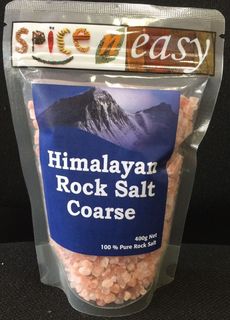 spice n easy
Himalayan
Rock Salt
Coarse
400g Net
100 % Pure Rock Salt